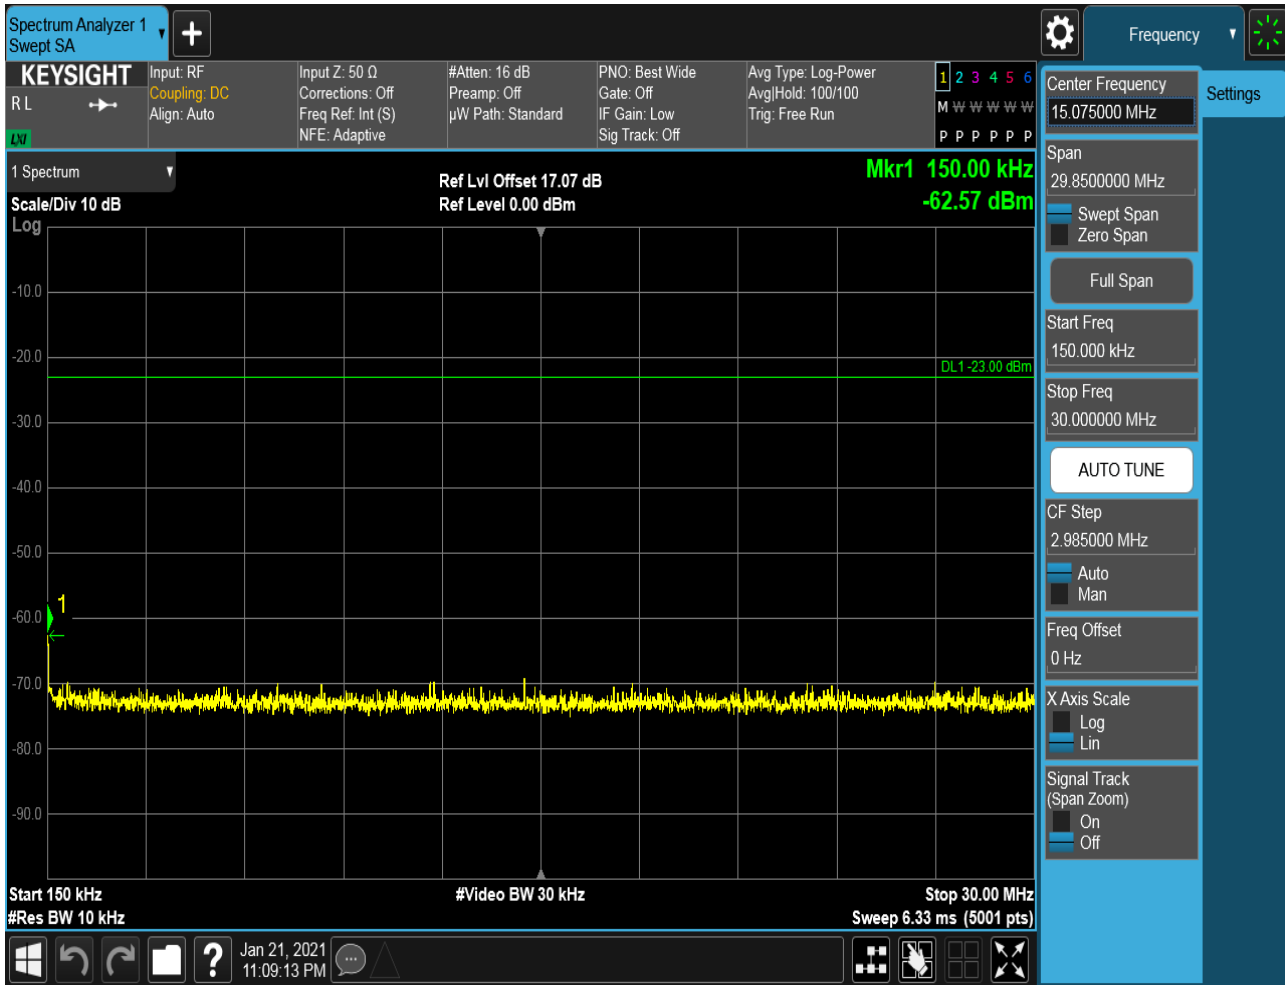 Spectrum Analyzer 1
Swept SA
Frequency
KEYSIGHT
R L
LXI
Input: RF
Coupling: DC
Align: Auto
Input Z: 50 Ω
Corrections: Off
Freq Ref: Int (S)
NFE: Adaptive
#Atten: 16 dB
Preamp: Off
µW Path: Standard
PNO: Best Wide
Gate: Off
IF Gain: Low
Sig Track: Off
Avg Type: Log-Power
Avg|Hold: 100/100
Trig: Free Run
1 2 3 4 5 6
M W W W W W
P P P P P P
1 Spectrum
Scale/Div 10 dB
Log
Ref Lvl Offset 17.07 dB
Ref Level 0.00 dBm
Mkr1 150.00 kHz
-62.57 dBm
-10.0
-20.0
DL1 -23.00 dBm
-30.0
-40.0
-50.0
1
-60.0
-70.0
-80.0
-90.0
Start 150 kHz
#Video BW 30 kHz
Stop 30.00 MHz
#Res BW 10 kHz
Sweep 6.33 ms (5001 pts)
Center Frequency
15.075000 MHz
Settings
Span
29.8500000 MHz
Swept Span
Zero Span
Full Span
Start Freq
150.000 kHz
Stop Freq
30.000000 MHz
AUTO TUNE
CF Step
2.985000 MHz
Auto
Man
Freq Offset
0 Hz
X Axis Scale
Log
Lin
Signal Track
(Span Zoom)
On
Off
?
Jan 21, 2021
11:09:13 PM